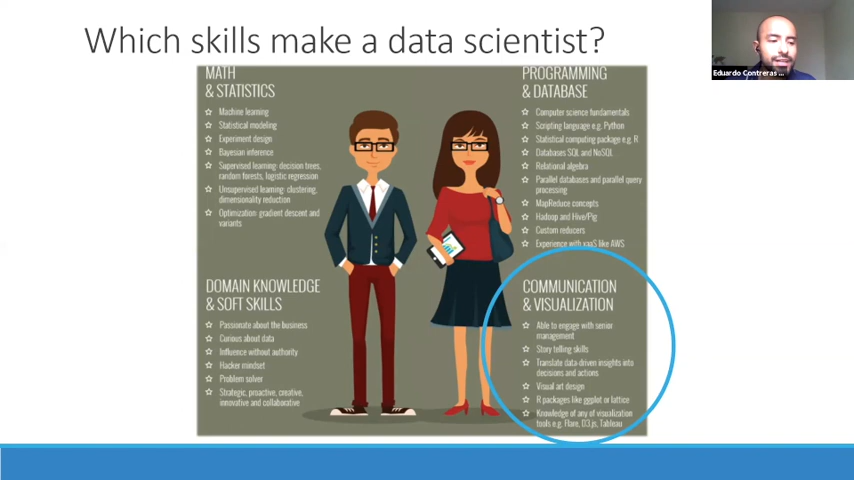 Which skills make a data scientist?
Eduardo Contreras ...
MATH
& STATISTICS
Machine learning
Statistical modeling
Experiment design
Bayesian inference
Supervised learning: decision trees,
random forests, logistic regression
Unsupervised learning: clustering,
dimensionality reduction
Optimization: gradient descent and
variants
PROGRAMMING
& DATABASE
Computer science fundamentals
Scripting language e.g. Python
Statistical computing package e.g. R
Databases SQL and NoSQL
Relational algebra
Parallel databases and parallel query
processing
MapReduce concepts
Hadoop and Hive/Pig
Custom reducers
Experience with xaaS like AWS
DOMAIN KNOWLEDGE
& SOFT SKILLS
Passionate about the business
Curious about data
Influence without authority
Hacker mindset
Problem solver
Strategic, proactive, creative,
innovative and collaborative
COMMUNICATION
& VISUALIZATION
Able to engage with senior
management
Story telling skills
Translate data-driven insights into
decisions and actions
Visual art design
R packages like ggplot or lattice
Knowledge of any of visualization
tools e.g. Flare, D3.js, Tableau